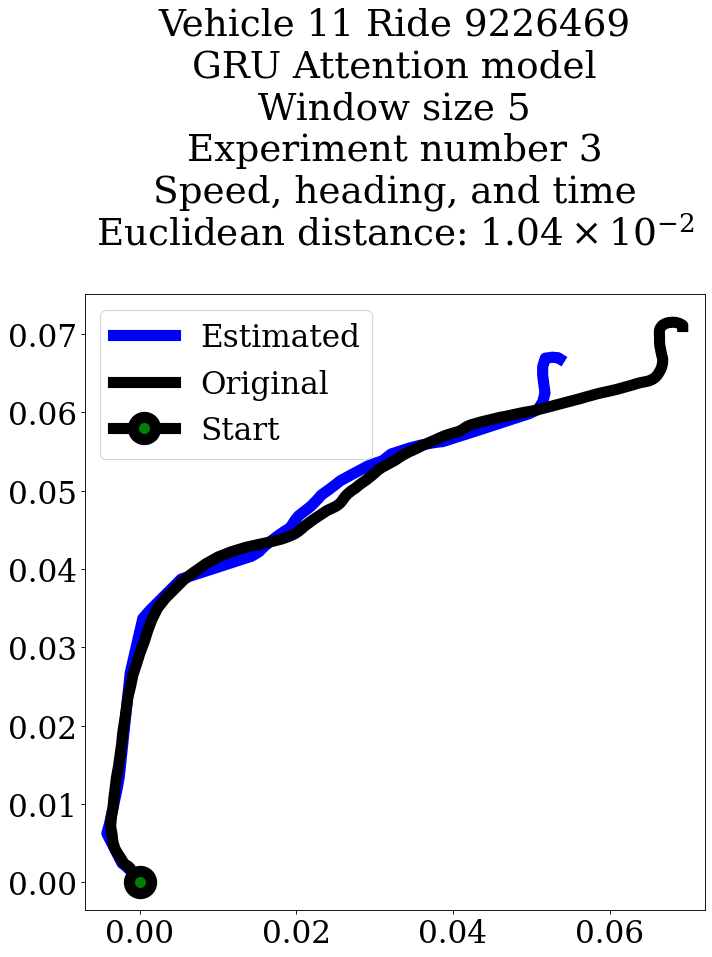 Vehicle 11 Ride 9226469
GRU Attention model
Window size 5
Experiment number 3
Speed, heading, and time
Euclidean distance: 1.04 × 10⁻²
Estimated
Original
Start
0.07
0.06
0.05
0.04
0.03
0.02
0.01
0.00
0.00 0.02 0.04 0.06